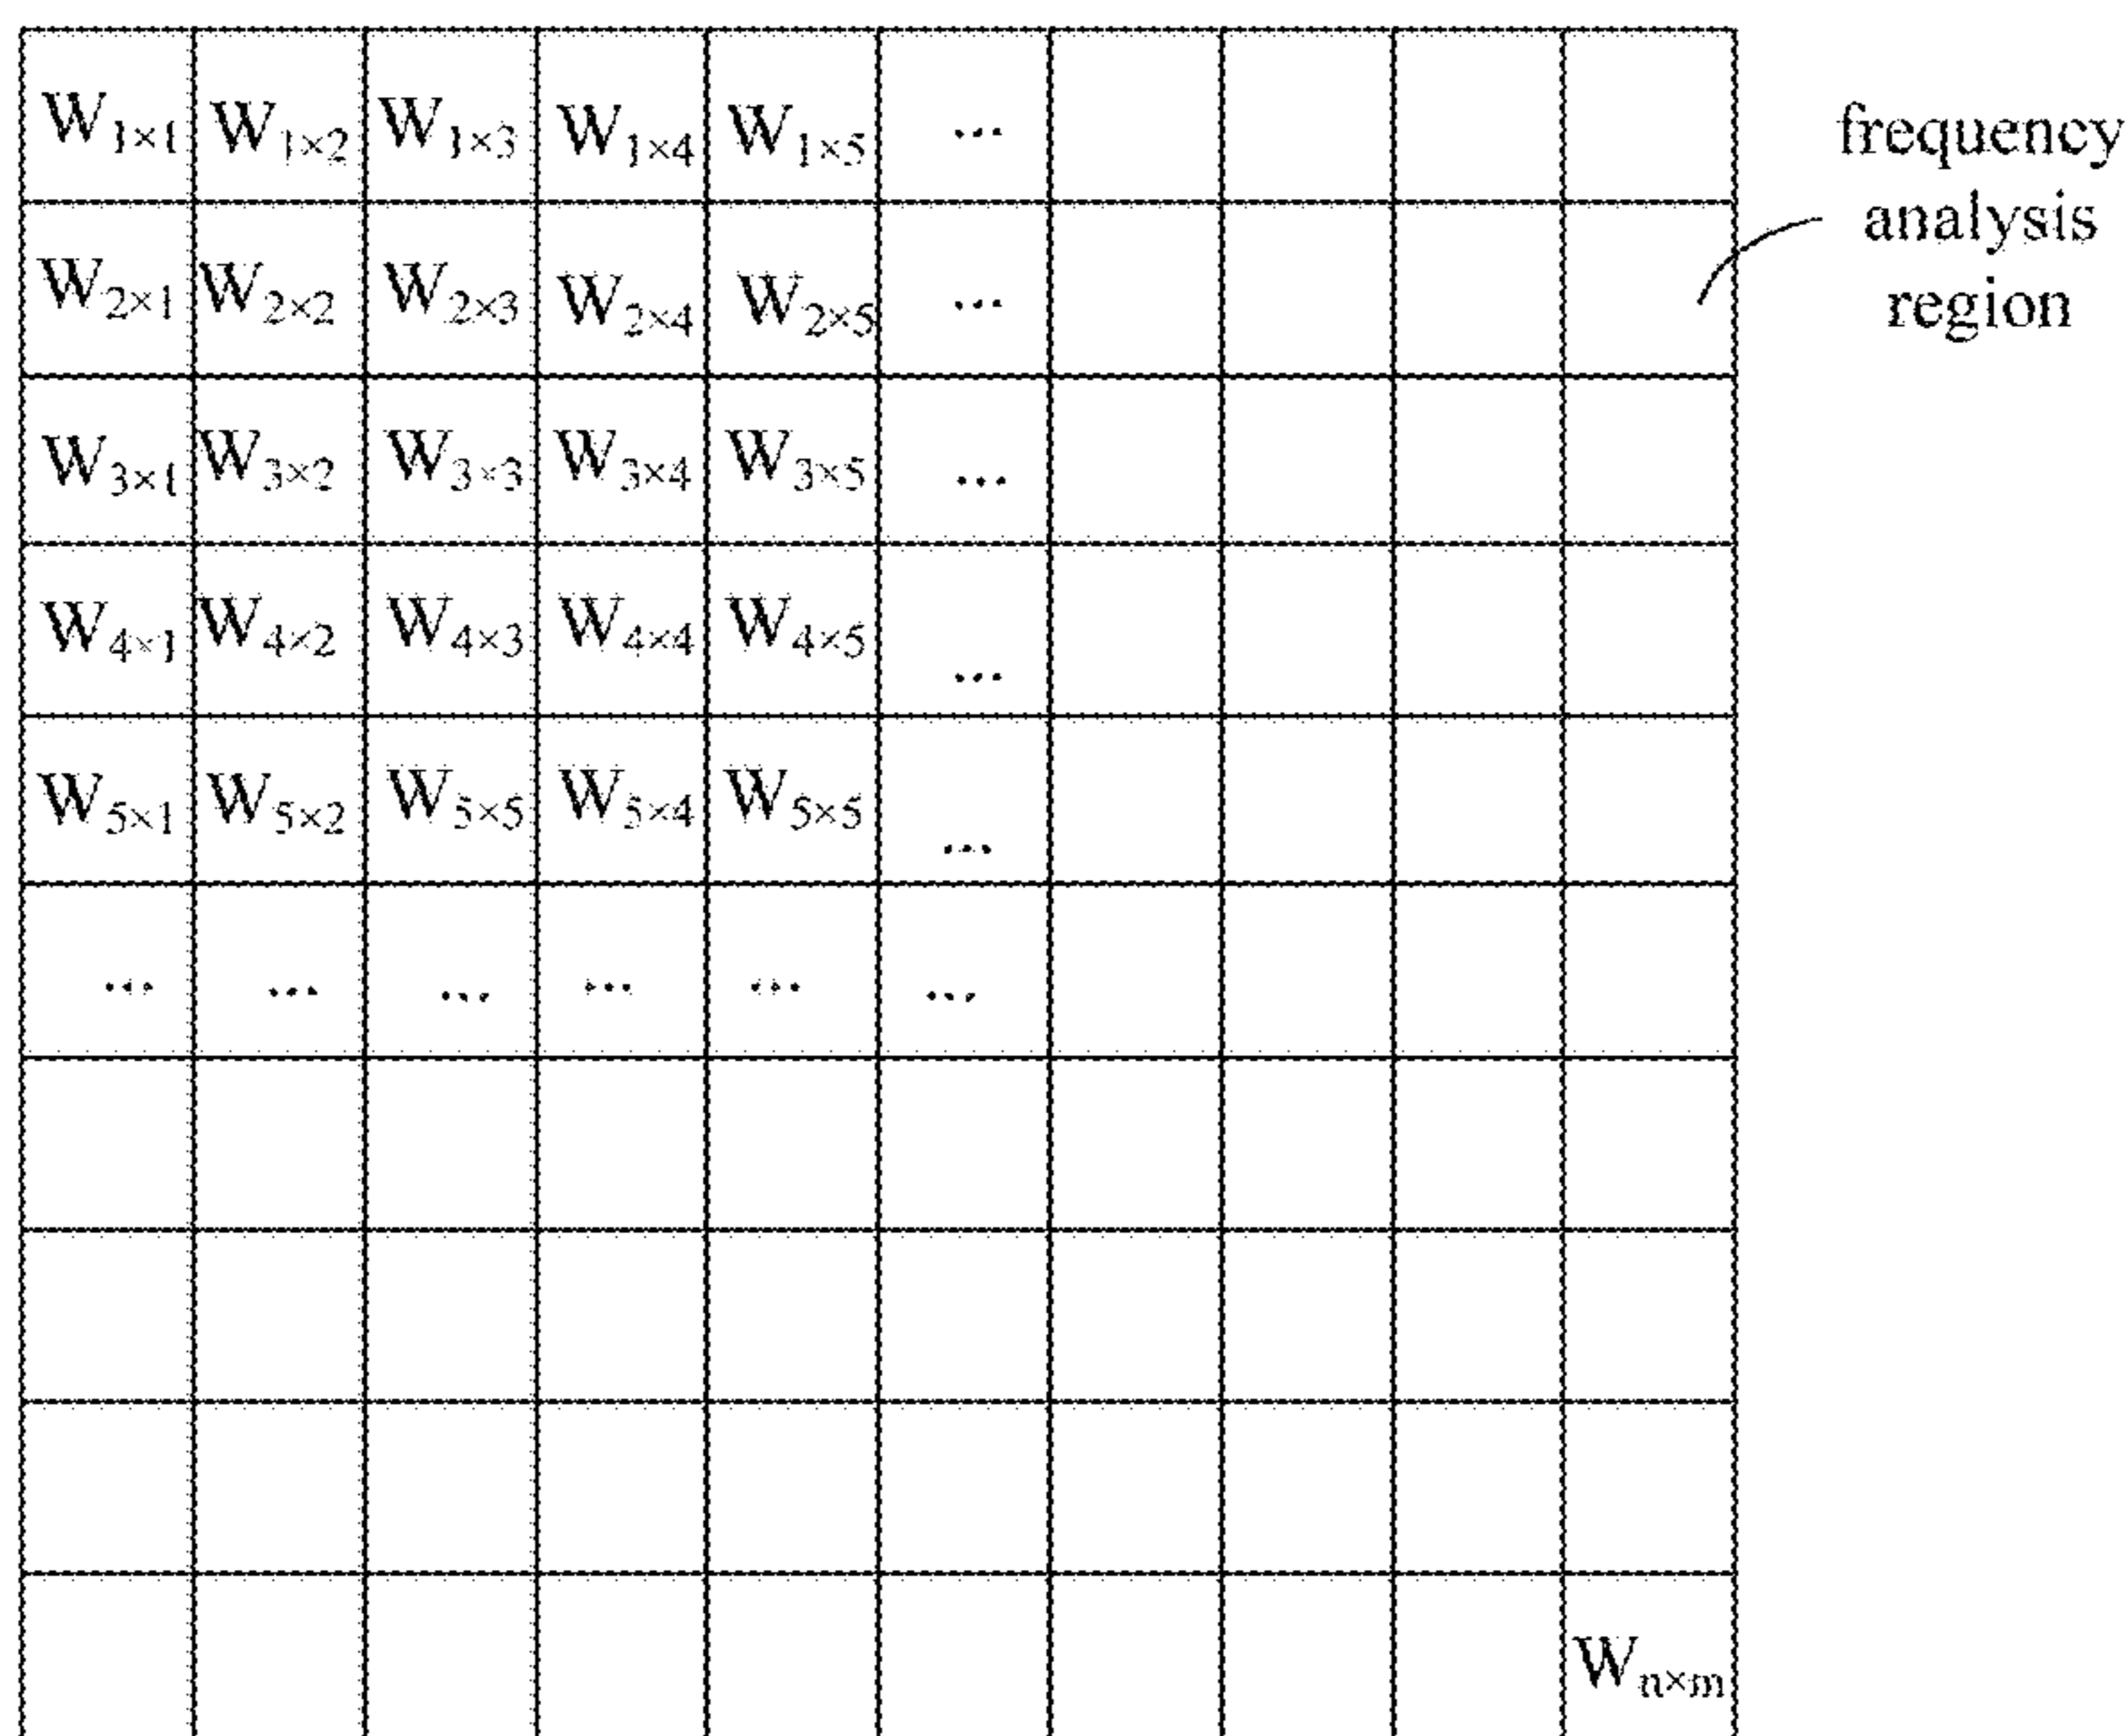 W1×1 W1×2 W1×3 W1×4 W1×5 ...
W2×1 W2×2 W2×3 W2×4 W2×5 ...
W3×1 W3×2 W3×3 W3×4 W3×5 ...
W4×1 W4×2 W4×3 W4×4 W4×5 ...
W5×1 W5×2 W5×5 W5×4 W5×5 ...
... ... ... ... ... ...
Wn×m
frequency
analysis
region